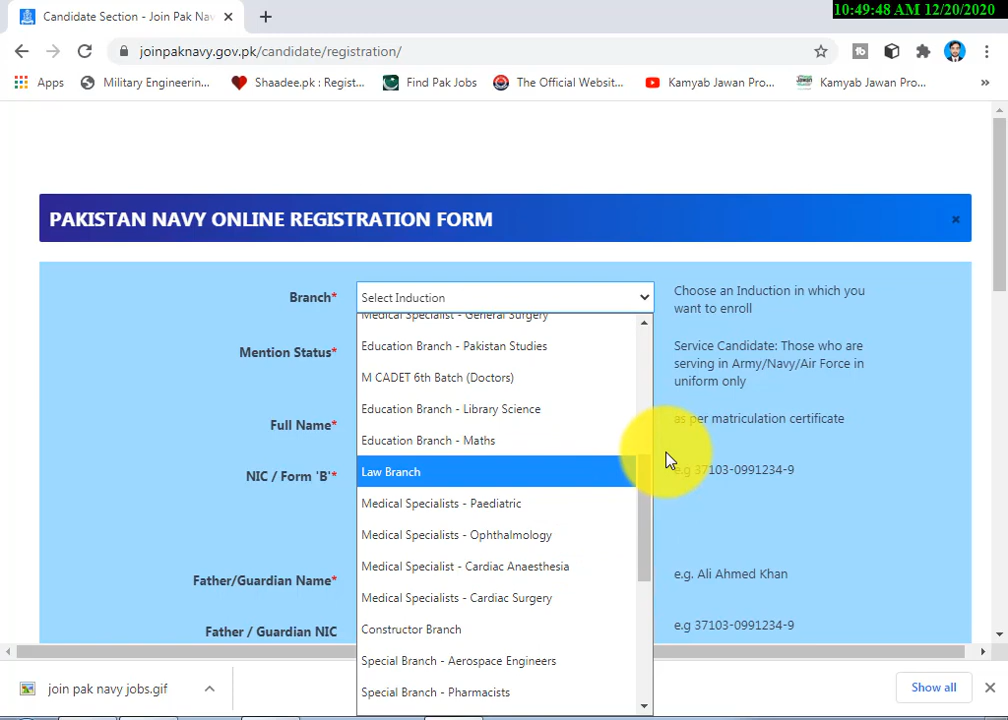 10:49:48 AM 12/20/2020
Candidate Section - Join Pak Nav
joinpaknavy.gov.pk/candidate/registration/
Apps
Military Engineerin...
Shaadee.pk : Regist...
Find Pak Jobs
The Official Websit...
Kamyab Jawan Pro...
Kamyab Jawan Pro...
PAKISTAN NAVY ONLINE REGISTRATION FORM
Branch*
Select Induction
Choose an Induction in which you
want to enroll
Medical Specialist - General Surgery
Education Branch - Pakistan Studies
M CADET 6th Batch (Doctors)
Education Branch - Library Science
Education Branch - Maths
Law Branch
Medical Specialists - Paediatric
Medical Specialists - Ophthalmology
Medical Specialist - Cardiac Anaesthesia
Medical Specialists - Cardiac Surgery
Constructor Branch
Special Branch - Aerospace Engineers
Special Branch - Pharmacists
Mention Status*
Service Candidate: Those who are
serving in Army/Navy/Air Force in
uniform only
Full Name*
as per matriculation certificate
NIC / Form 'B'*
e.g 37103-0991234-9
Father/Guardian Name*
e.g. Ali Ahmed Khan
Father / Guardian NIC
e.g 37103-0991234-9
join pak navy jobs.gif
Show all